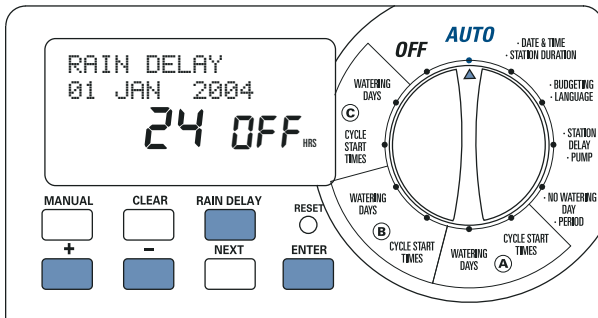 RAIN DELAY
01 JAN 2004
24 OFF HRS
MANUAL
CLEAR
RAIN DELAY
RESET
+
-
NEXT
ENTER
OFF
AUTO
· DATE & TIME
· STATION DURATION
· BUDGETING
· LANGUAGE
· STATION
DELAY
· PUMP
· NO WATERING
DAY
· PERIOD
CYCLE START
TIMES
A
WATERING
DAYS
CYCLE START
TIMES
B
WATERING
DAYS
CYCLE
START
TIMES
C
WATERING
DAYS